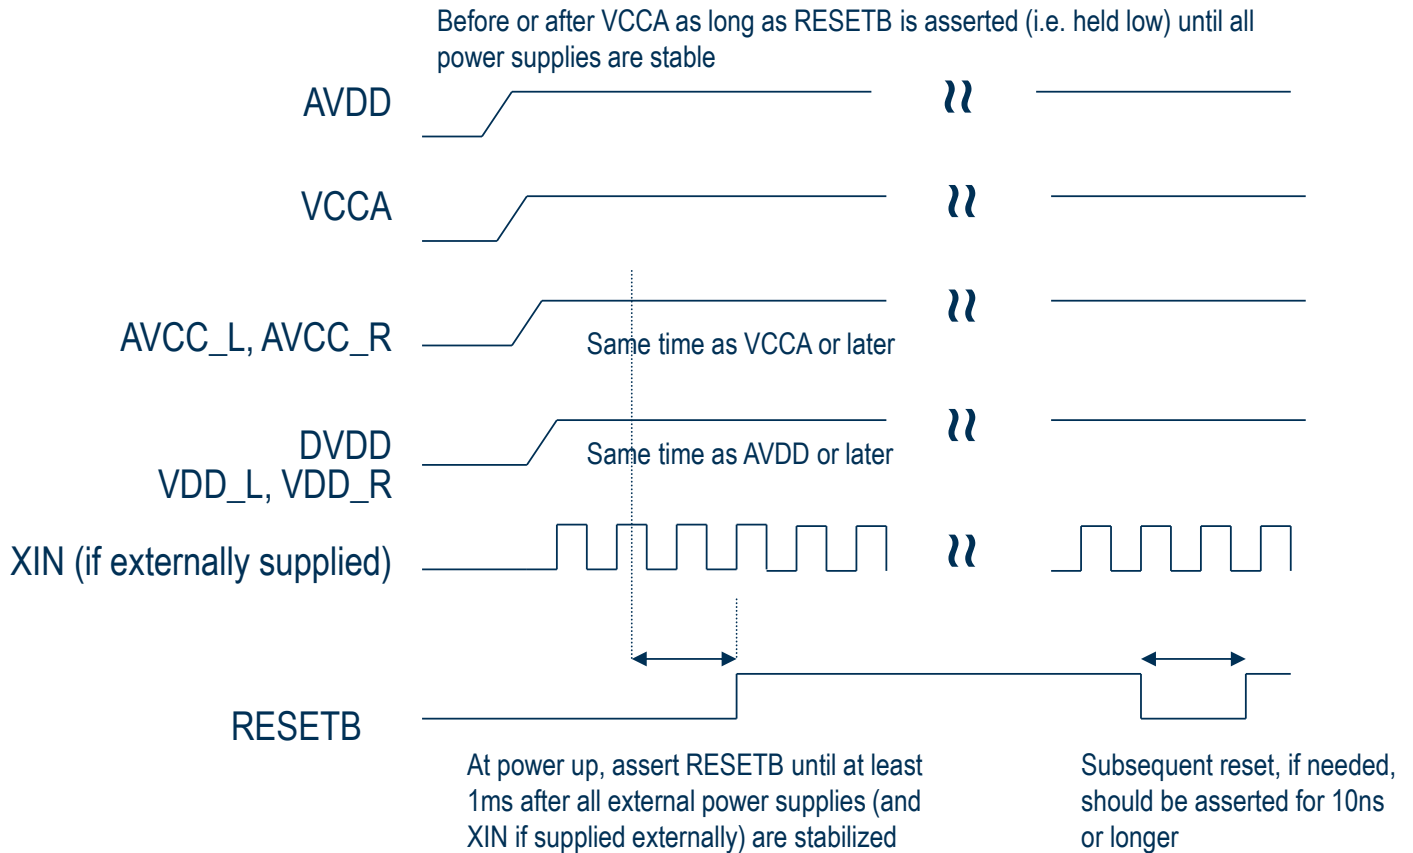 Before or after VCCA as long as RESETB is asserted (i.e. held low) until all
power supplies are stable
AVDD
VCCA
AVCC_L, AVCC_R
Same time as VCCA or later
DVDD
VDD_L, VDD_R
Same time as AVDD or later
XIN (if externally supplied)
RESETB
At power up, assert RESETB until at least
1ms after all external power supplies (and
XIN if supplied externally) are stabilized
Subsequent reset, if needed,
should be asserted for 10ns
or longer